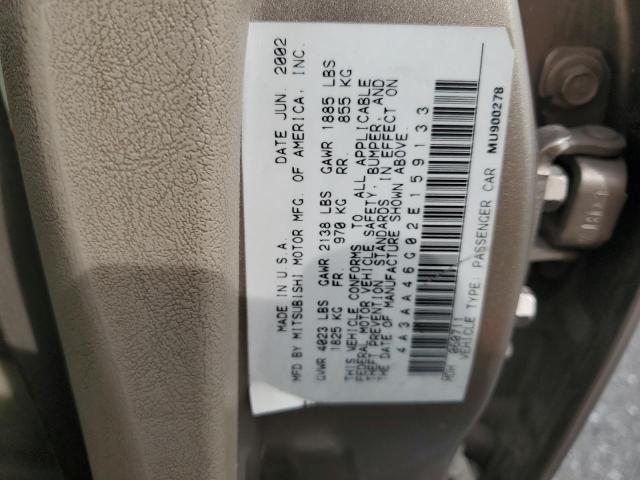 MADE IN U.S.A. DATE JUN. 2002
MFD BY MITSUBISHI MOTOR MFG. OF AMERICA, INC.
GVWR 4023 LBS GAWR 2138 LBS GAWR 1885 LBS
1825 KG FR. 970 KG RR. 855 KG
THIS VEHICLE CONFORMS TO ALL APPLICABLE
FEDERAL MOTOR VEHICLE SAFETY, BUMPER, AND
THEFT PREVENTION STANDARDS IN EFFECT ON
THE DATE OF MANUFACTURE SHOWN ABOVE.
4A3AA46G02E159133
060711
VEHICLE TYPE: PASSENGER CAR MU900278